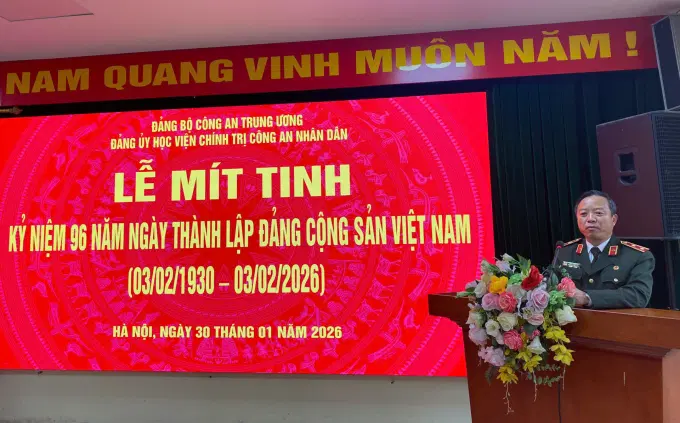 NAM QUANG VINH MUÔN NĂM !
ĐẢNG BỘ CÔNG AN TRUNG ƯƠNG
ĐẢNG ỦY HỌC VIỆN CHÍNH TRỊ CÔNG AN NHÂN DÂN
LỄ MÍT TINH
KỶ NIỆM 96 NĂM NGÀY THÀNH LẬP ĐẢNG CỘNG SẢN VIỆT NAM
(03/02/1930 – 03/02/2026)
HÀ NỘI, NGÀY 30 THÁNG 01 NĂM 2026